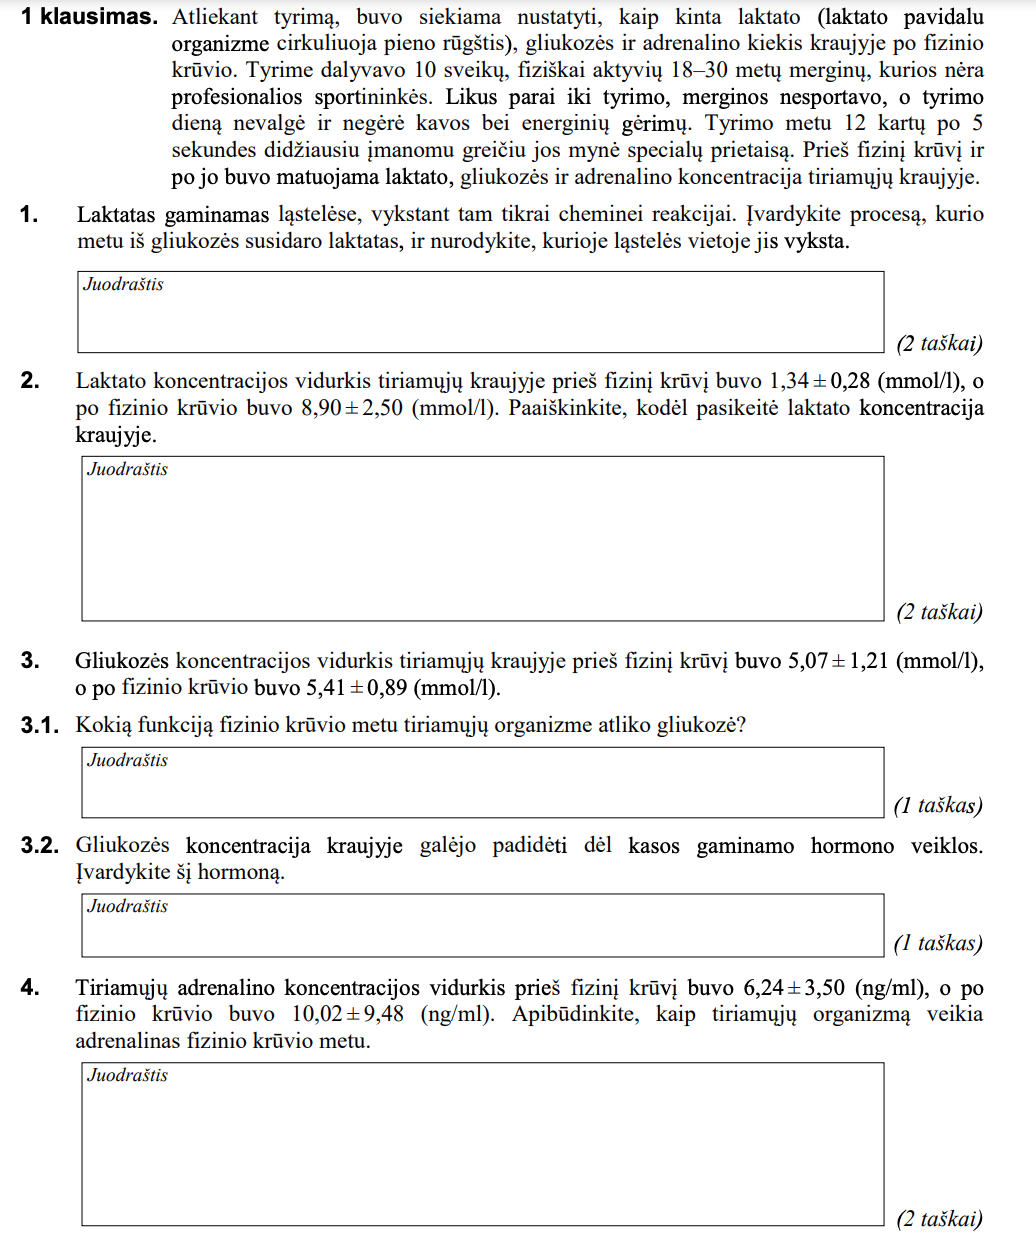 1 klausimas. Atliekant tyrimą, buvo siekiama nustatyti, kaip kinta laktato (laktato pavidalu
organizme cirkuliuoja pieno rūgštis), gliukozės ir adrenalino kiekis kraujyje po fizinio
krūvio. Tyrime dalyvavo 10 sveikų, fiziškai aktyvių 18–30 metų merginų, kurios nėra
profesionalios sportininkės. Likus parai iki tyrimo, merginos nesportavo, o tyrimo
dieną nevalgė ir negėrė kavos bei energinių gėrimų. Tyrimo metu 12 kartų po 5
sekundes didžiausiu įmanomu greičiu jos mynė specialų prietaisą. Prieš fizinį krūvį ir
po jo buvo matuojama laktato, gliukozės ir adrenalino koncentracija tiriamųjų kraujyje.
1. Laktatas gaminamas ląstelėse, vykstant tam tikrai cheminei reakcijai. Įvardykite procesą, kurio
metu iš gliukozės susidaro laktatas, ir nurodykite, kurioje ląstelės vietoje jis vyksta.
Juodraštis
(2 taškai)
2. Laktato koncentracijos vidurkis tiriamųjų kraujyje prieš fizinį krūvį buvo 1,34 ± 0,28 (mmol/l), o
po fizinio krūvio buvo 8,90 ± 2,50 (mmol/l). Paaiškinkite, kodėl pasikeitė laktato koncentracija
kraujyje.
Juodraštis
(2 taškai)
3. Gliukozės koncentracijos vidurkis tiriamųjų kraujyje prieš fizinį krūvį buvo 5,07 ± 1,21 (mmol/l),
o po fizinio krūvio buvo 5,41 ± 0,89 (mmol/l).
3.1. Kokią funkciją fizinio krūvio metu tiriamųjų organizme atliko gliukozė?
Juodraštis
(1 taškas)
3.2. Gliukozės koncentracija kraujyje galėjo padidėti dėl kasos gaminamo hormono veiklos.
Įvardykite šį hormoną.
Juodraštis
(1 taškas)
4. Tiriamųjų adrenalino koncentracijos vidurkis prieš fizinį krūvį buvo 6,24 ± 3,50 (ng/ml), o po
fizinio krūvio buvo 10,02 ± 9,48 (ng/ml). Apibūdinkite, kaip tiriamųjų organizmą veikia
adrenalinas fizinio krūvio metu.
Juodraštis
(2 taškai)